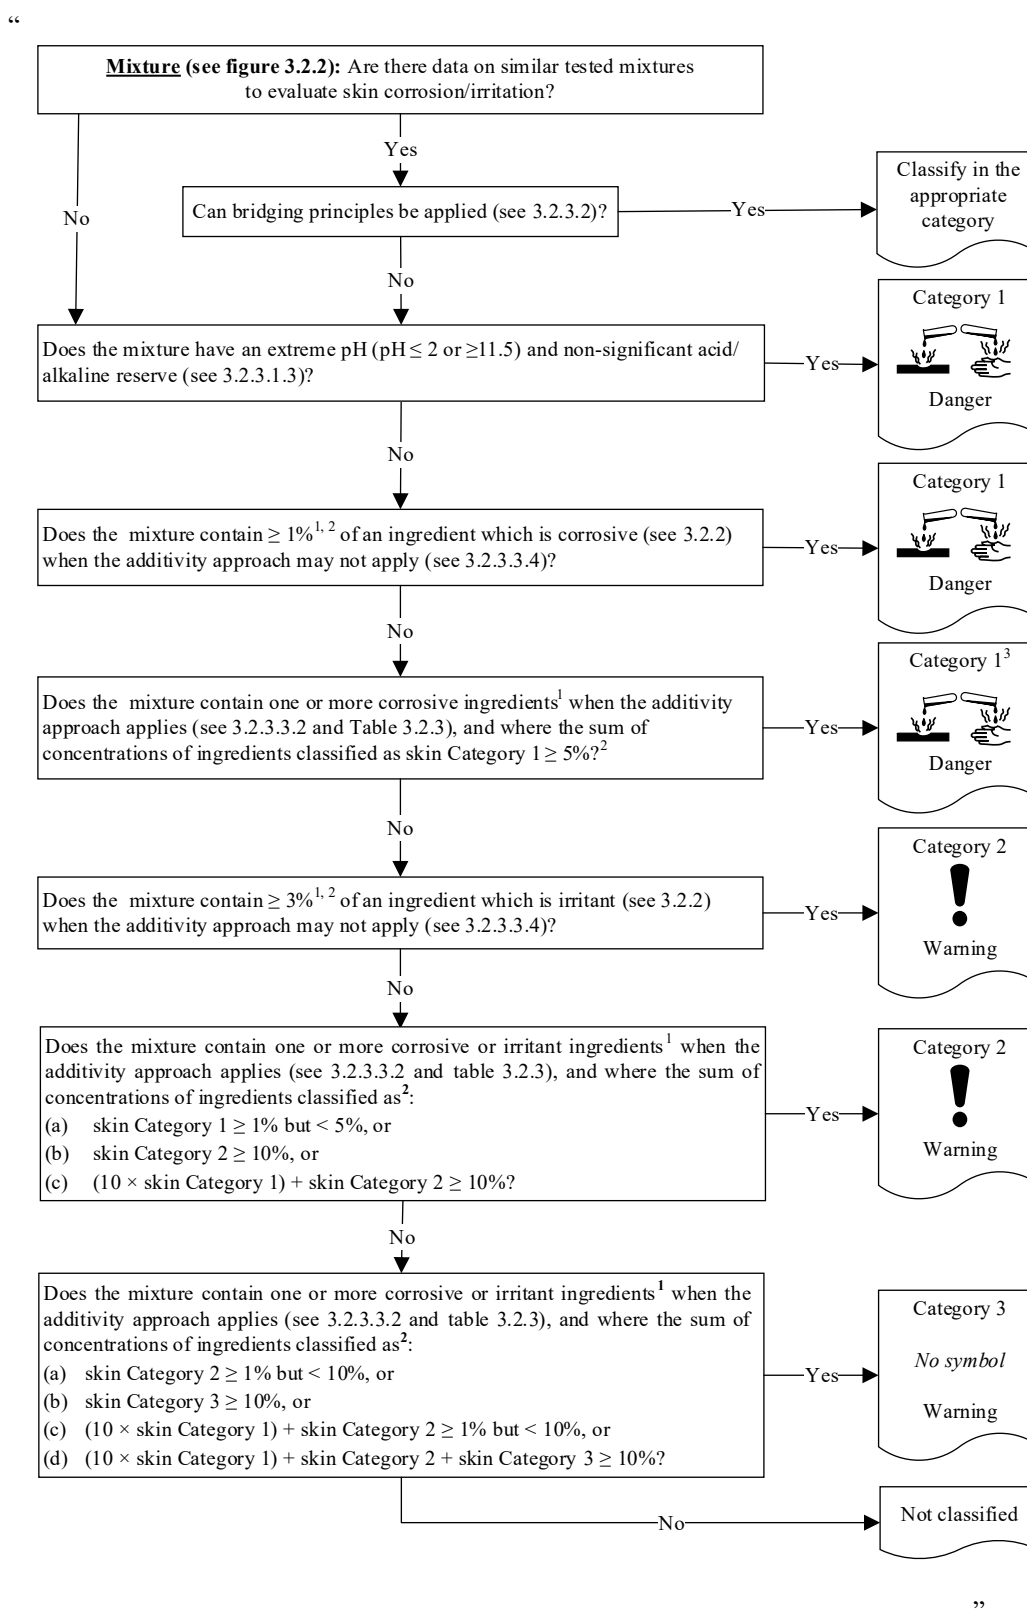 “
Mixture (see figure 3.2.2): Are there data on similar tested mixtures
to evaluate skin corrosion/irritation?
Yes
No
Can bridging principles be applied (see 3.2.3.2)?
Yes
Classify in the
appropriate
category
No
Does the mixture have an extreme pH (pH ≤ 2 or ≥11.5) and non-significant acid/
alkaline reserve (see 3.2.3.1.3)?
Yes
Category 1
Danger
No
Does the mixture contain ≥ 1%1, 2 of an ingredient which is corrosive (see 3.2.2)
when the additivity approach may not apply (see 3.2.3.3.4)?
Yes
Category 1
Danger
No
Does the mixture contain one or more corrosive ingredients1 when the additivity
approach applies (see 3.2.3.3.2 and Table 3.2.3), and where the sum of
concentrations of ingredients classified as skin Category 1 ≥ 5%?2
Yes
Category 13
Danger
No
Does the mixture contain ≥ 3%1, 2 of an ingredient which is irritant (see 3.2.2)
when the additivity approach may not apply (see 3.2.3.3.4)?
Yes
Category 2
Warning
No
Does the mixture contain one or more corrosive or irritant ingredients1 when the
additivity approach applies (see 3.2.3.3.2 and table 3.2.3), and where the sum of
concentrations of ingredients classified as2:
(a) skin Category 1 ≥ 1% but < 5%, or
(b) skin Category 2 ≥ 10%, or
(c) (10 × skin Category 1) + skin Category 2 ≥ 10%?
Yes
Category 2
Warning
No
Does the mixture contain one or more corrosive or irritant ingredients1 when the
additivity approach applies (see 3.2.3.3.2 and table 3.2.3), and where the sum of
concentrations of ingredients classified as2:
(a) skin Category 2 ≥ 1% but < 10%, or
(b) skin Category 3 ≥ 10%, or
(c) (10 × skin Category 1) + skin Category 2 ≥ 1% but < 10%, or
(d) (10 × skin Category 1) + skin Category 2 + skin Category 3 ≥ 10%?
Yes
Category 3
No symbol
Warning
No
Not classified
”